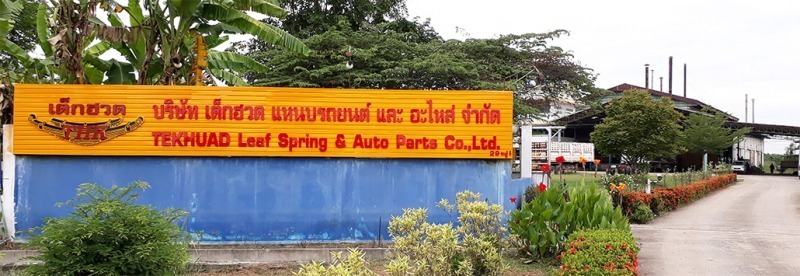 เต็กฮวด
THK
บริษัท เต็กฮวด แหนบรถยนต์ และ อะไหล่ จำกัด
TEKHUAD Leaf Spring & Auto Parts Co.,Ltd.